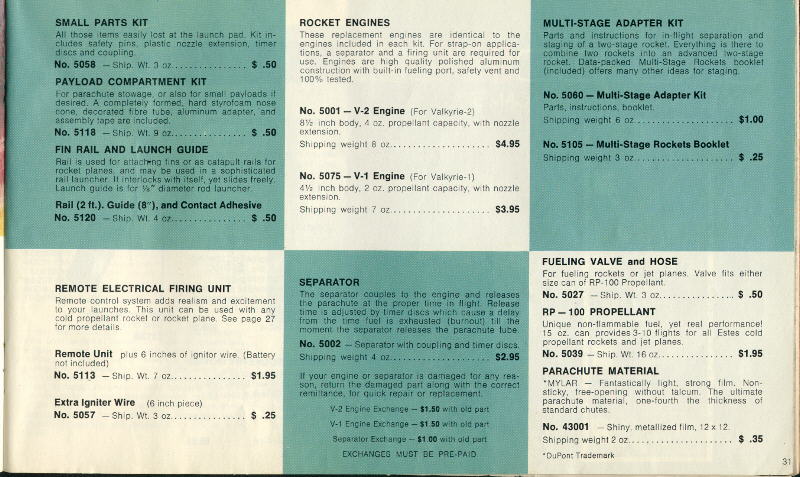 SMALL PARTS KIT
All those items easily lost at the launch pad. Kit in-
cludes safety pins, plastic nozzle extension, timer
discs and coupling.
No. 5058 — Ship. Wt. 3 oz. . . . . . . . . . . . . . . $ .50
PAYLOAD COMPARTMENT KIT
For parachute stowage, or also for small payloads if
desired. A completely formed, hard styrofoam nose
cone, decorated fibre tube, aluminum adapter, and
assembly tape are included.
No. 5118 — Ship. Wt. 9 oz. . . . . . . . . . . . . . . $ .50
FIN RAIL AND LAUNCH GUIDE
Rail is used for attaching fins or as catapult rails for
rocket planes, and may be used in a sophisticated
rail launcher. It interlocks with itself, yet slides freely.
Launch guide is for ⅛" diameter rod launcher.
Rail (2 ft.). Guide (8"), and Contact Adhesive
No. 5120 — Ship. Wt. 4 oz. . . . . . . . . . . . . . . $ .50
REMOTE ELECTRICAL FIRING UNIT
Remote control system adds realism and excitement
to your launches. This unit can be used with any
cold propellant rocket or rocket plane. See page 27
for more details.
Remote Unit plus 6 inches of ignitor wire. (Battery
not included)
No. 5113 — Ship. Wt. 7 oz. . . . . . . . . . . . . . . $1.95
Extra Igniter Wire (6 inch piece)
No. 5057 — Ship. Wt. 3 oz. . . . . . . . . . . . . . . $ .25
ROCKET ENGINES
These replacement engines are identical to the
engines included in each kit. For strap-on applica-
tions, a separator and a firing unit are required for
use. Engines are high quality polished aluminum
construction with built-in fueling port, safety vent and
100% tested.
No. 5001 — V-2 Engine (For Valkyrie-2)
8½ inch body, 4 oz. propellant capacity, with nozzle
extension.
Shipping weight 8 oz. . . . . . . . . . . . . . . $4.95
No. 5075 — V-1 Engine (For Valkyrie-1)
4½ inch body, 2 oz. propellant capacity, with nozzle
extension.
Shipping weight 7 oz. . . . . . . . . . . . . . . $3.95
SEPARATOR
The separator couples to the engine and releases
the parachute at the proper time in flight. Release
time is adjusted by timer discs which cause a delay
from the time fuel is exhausted (burnout) till the
moment the separator releases the parachute tube.
No. 5002 — Separator with coupling and timer discs.
Shipping weight 4 oz. . . . . . . . . . . . . . . $2.95
If your engine or separator is damaged for any rea-
son, return the damaged part along with the correct
remittance, for quick repair or replacement.
V-2 Engine Exchange — $1.50 with old part
V-1 Engine Exchange — $1.50 with old part
Separator Exchange — $1.00 with old part
EXCHANGES MUST BE PRE-PAID
MULTI-STAGE ADAPTER KIT
Parts and instructions for in-flight separation and
staging of a two-stage rocket. Everything is there to
combine two rockets into an advanced two-stage
rocket. Data-packed Multi-Stage Rockets booklet
(included) offers many other ideas for staging.
No. 5060 — Multi-Stage Adapter Kit
Parts, instructions, booklet.
Shipping weight 6 oz. . . . . . . . . . . . . . . $1.00
No. 5105 — Multi-Stage Rockets Booklet
Shipping weight 3 oz. . . . . . . . . . . . . . . $ .25
FUELING VALVE and HOSE
For fueling rockets or jet planes. Valve fits either
size can of RP-100 Propellant.
No. 5027 — Ship. Wt. 3 oz. . . . . . . . . . . . . . . $ .50
RP — 100 PROPELLANT
Unique non-flammable fuel, yet real performance!
15 oz. can provides 3-10 flights for all Estes cold
propellant rockets and jet planes.
No. 5039 — Ship. Wt. 16 oz. . . . . . . . . . . . . . . $1.95
PARACHUTE MATERIAL
*MYLAR — Fantastically light, strong film. Non-
sticky, free-opening without talcum. The ultimate
parachute material, one-fourth the thickness of
standard chutes.
No. 43001 — Shiny, metallized film, 12 x 12.
Shipping weight 2 oz. . . . . . . . . . . . . . . $ .35
*DuPont Trademark
31